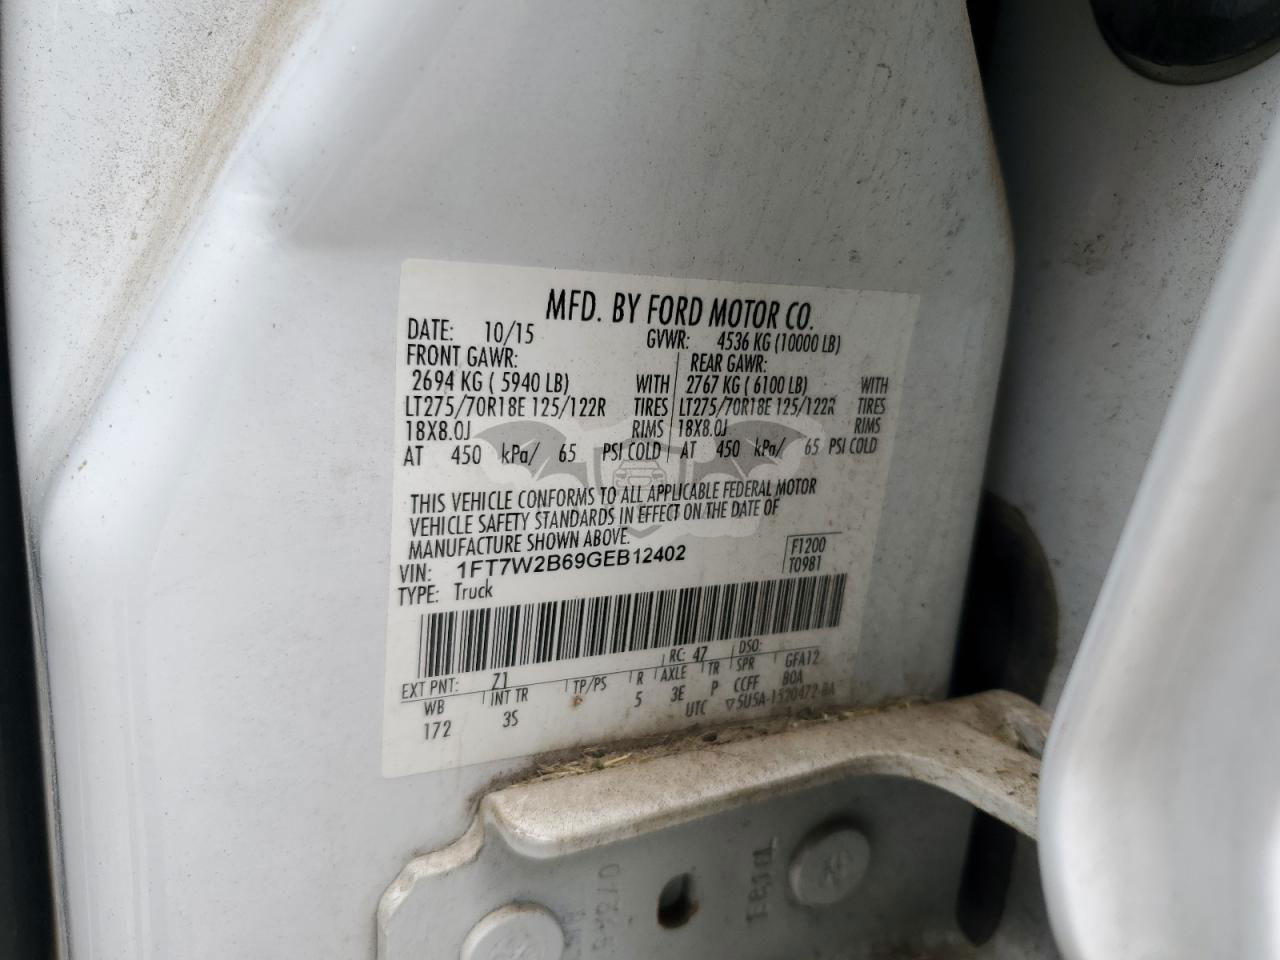 MFD. BY FORD MOTOR CO.
DATE: 10/15 GVWR: 4536 KG (10000 LB)
FRONT GAWR: REAR GAWR:
2694 KG ( 5940 LB) WITH 2767 KG ( 6100 LB) WITH
LT275/70R18E 125/122R TIRES LT275/70R18E 125/122R TIRES
18X8.0J RIMS 18X8.0J RIMS
AT 450 kPa/ 65 PSI COLD AT 450 kPa/ 65 PSI COLD
THIS VEHICLE CONFORMS TO ALL APPLICABLE FEDERAL MOTOR
VEHICLE SAFETY STANDARDS IN EFFECT ON THE DATE OF
MANUFACTURE SHOWN ABOVE.
VIN: 1FT7W2B69GEB12402 F1200
TYPE: Truck T0981
EXT PNT: Z1 RC: 47 DSO:
WB INT TR TP/PS R AXLE TR SPR GFA12
172 3S 5 3E P CCFF BOA
UTC ▽5U5A-1520472-BA